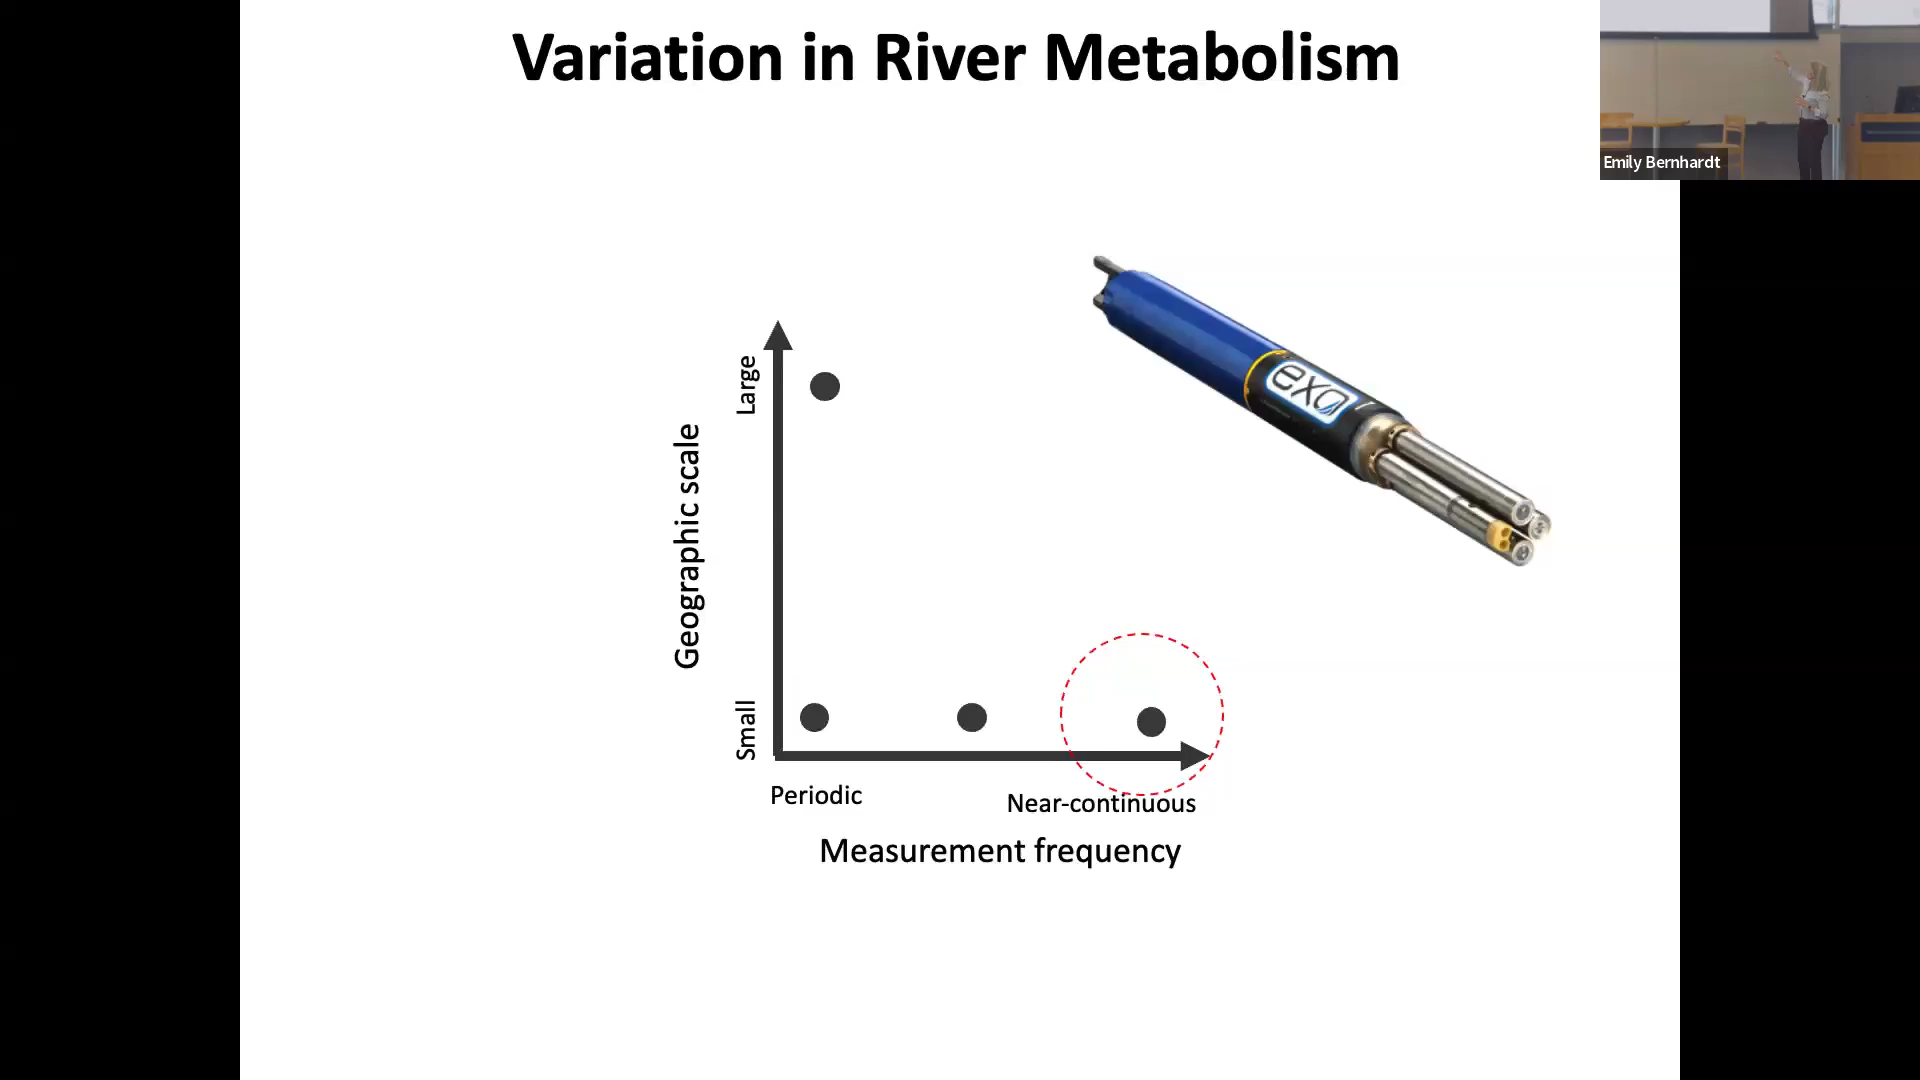 Variation in River Metabolism
Emily Bernhardt
exo
Large
Geographic scale
Small
Periodic
Near-continuous
Measurement frequency